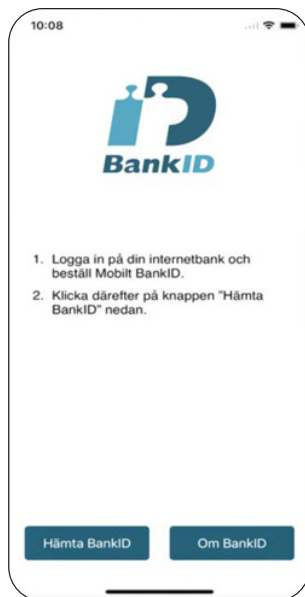 10:08
BankID
1. Logga in på din internetbank och
beställ Mobilt BankID.
2. Klicka därefter på knappen "Hämta
BankID" nedan.
Hämta BankID
Om BankID